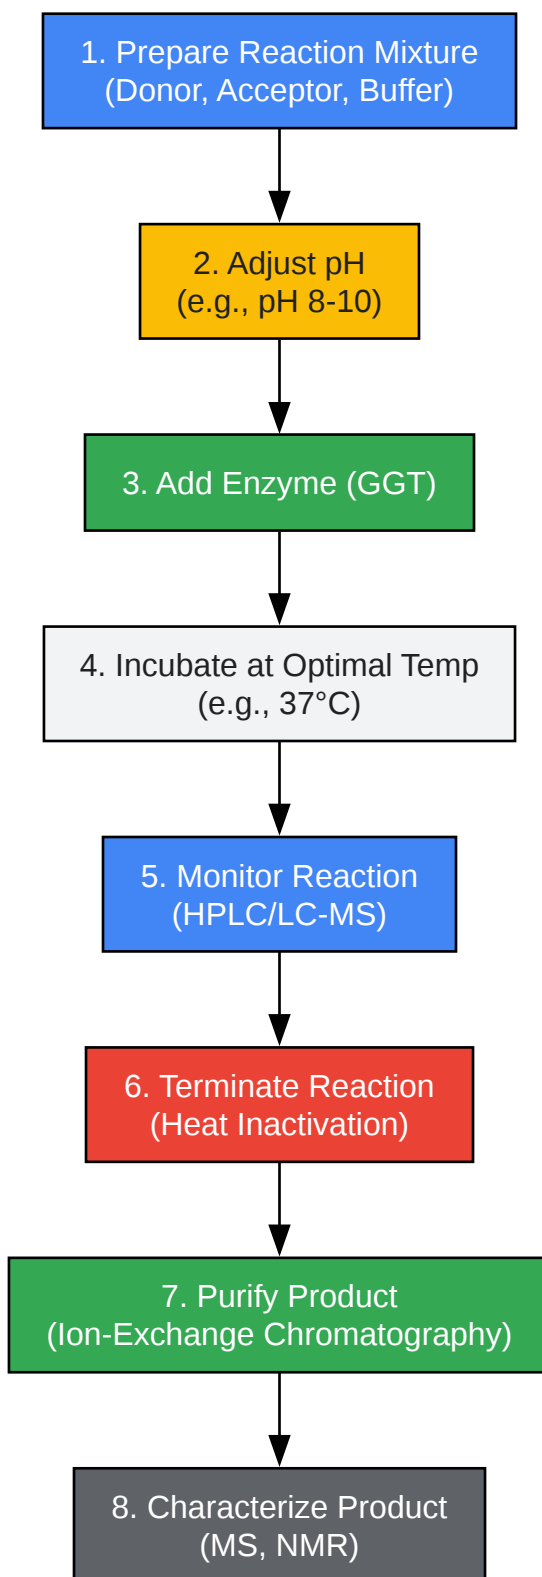 1. Prepare Reaction Mixture
(Donor, Acceptor, Buffer)
2. Adjust pH
(e.g., pH 8-10)
3. Add Enzyme (GGT)
4. Incubate at Optimal Temp
(e.g., 37°C)
5. Monitor Reaction
(HPLC/LC-MS)
6. Terminate Reaction
(Heat Inactivation)
7. Purify Product
(Ion-Exchange Chromatography)
8. Characterize Product
(MS, NMR)